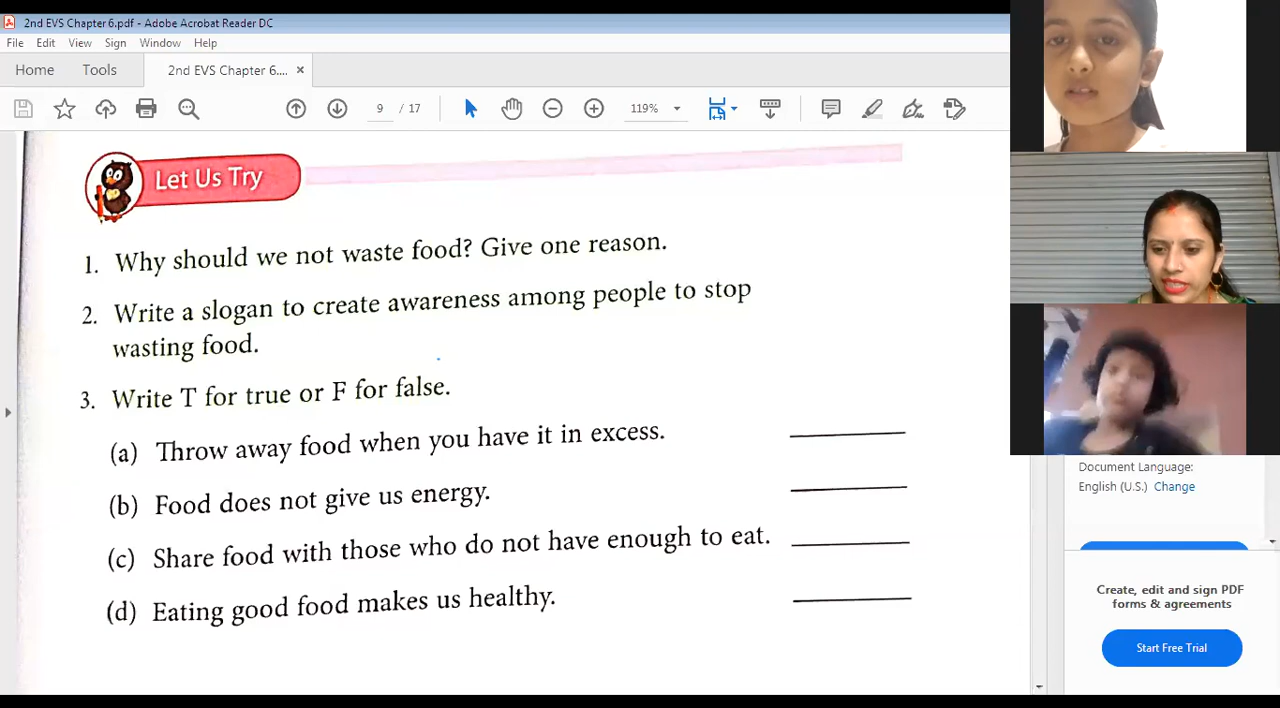 2nd EVS Chapter 6.pdf - Adobe Acrobat Reader DC
File Edit View Sign Window Help
Home Tools 2nd EVS Chapter 6.... ×
9 / 17 119%
Let Us Try
1. Why should we not waste food? Give one reason.
2. Write a slogan to create awareness among people to stop
wasting food.
3. Write T for true or F for false.
(a) Throw away food when you have it in excess.
(b) Food does not give us energy.
(c) Share food with those who do not have enough to eat.
(d) Eating good food makes us healthy.
Document Language:
English (U.S.) Change
Create, edit and sign PDF
forms & agreements
Start Free Trial